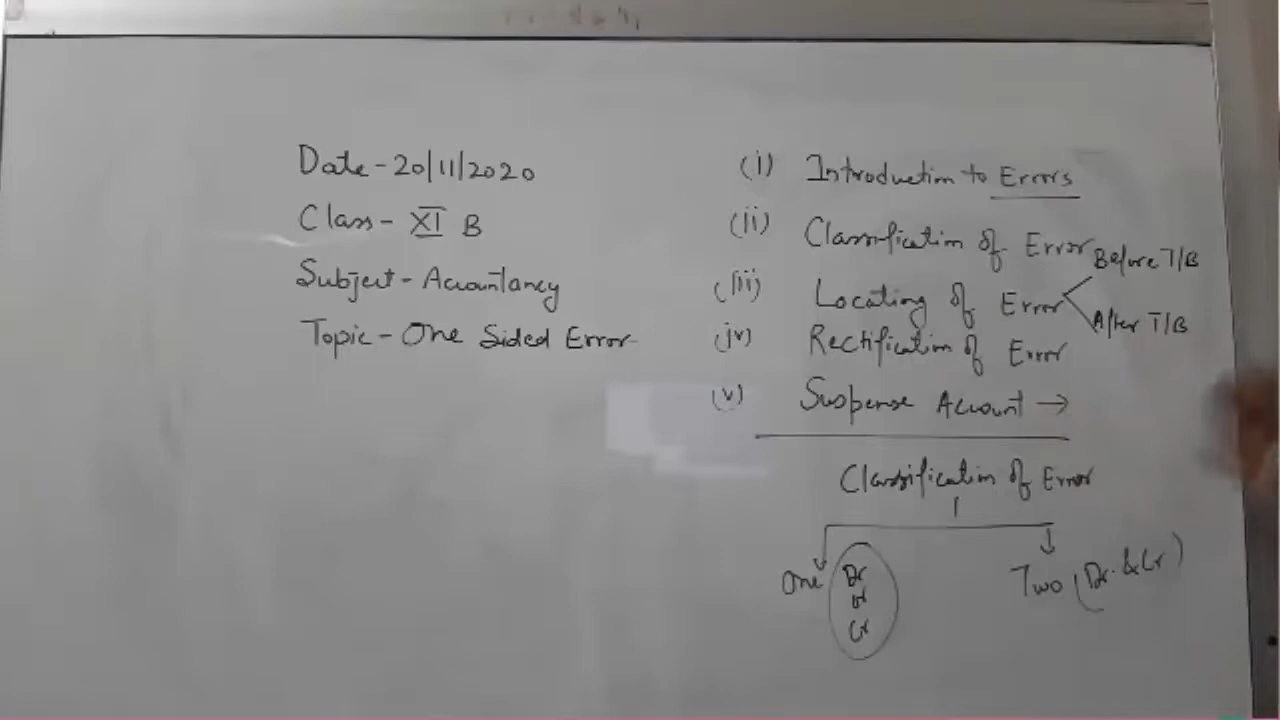 Date - 20/11/2020
Class - XI B
Subject - Accountancy
Topic - One Sided Error
(i) Introduction to Errors
(ii) Classification of Error
(iii) Locating of Error
Before T/B
After T/B
(iv) Rectification of Error
(v) Suspense Account →
Classification of Error
One Dr or Cr
Two (Dr. & Cr)